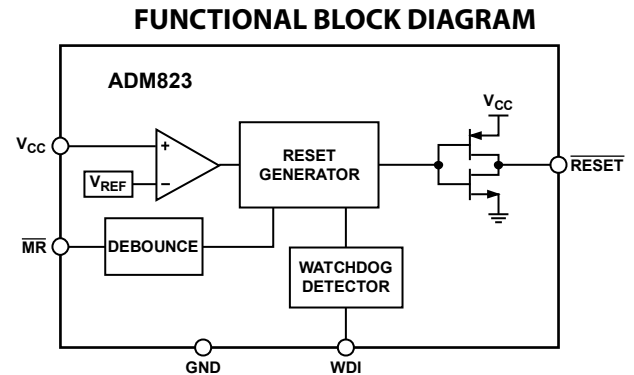 FUNCTIONAL BLOCK DIAGRAM
ADM823
VCC
VCC
+
RESET
GENERATOR
RESET
VREF
−
MR
DEBOUNCE
WATCHDOG
DETECTOR
GND
WDI